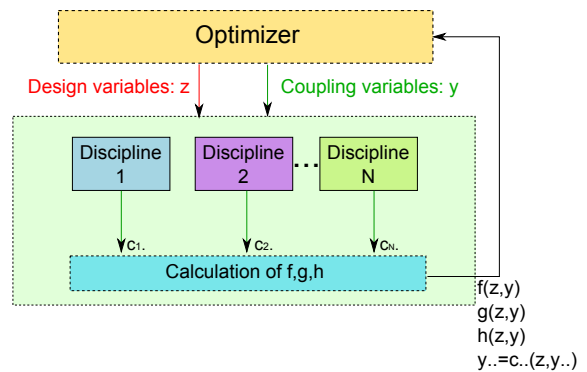 Optimizer
Design variables: z
Coupling variables: y
Discipline
1
Discipline
2
...
Discipline
N
c1.
c2.
cN.
Calculation of f,g,h
f(z,y)
g(z,y)
h(z,y)
y..=c..(z,y..)